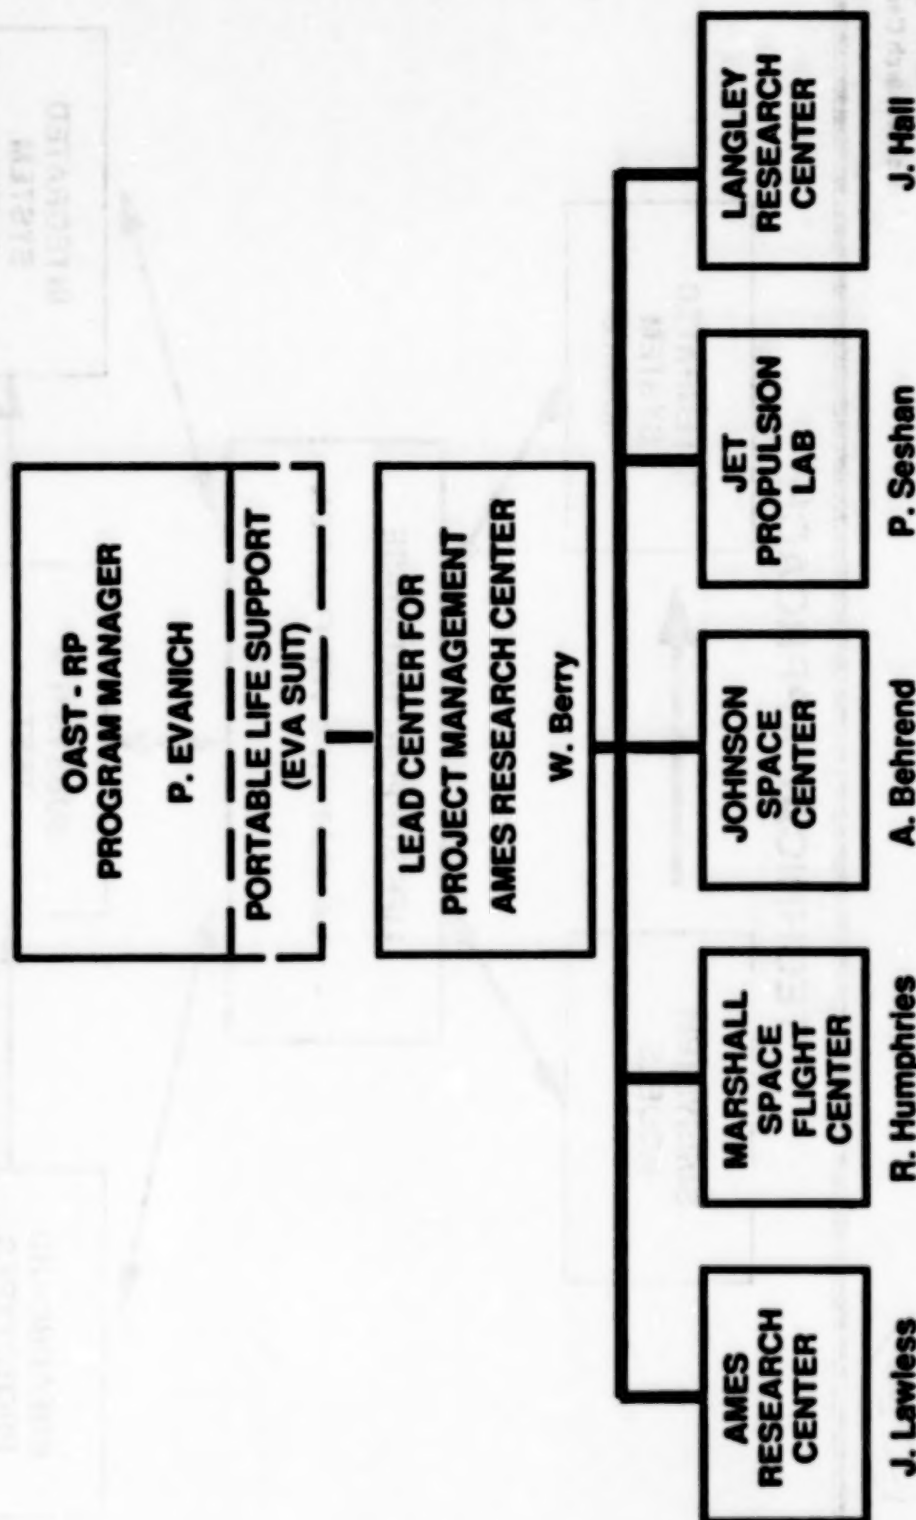 OAST - RP
PROGRAM MANAGER
P. EVANICH
PORTABLE LIFE SUPPORT
(EVA SUIT)
LEAD CENTER FOR
PROJECT MANAGEMENT
AMES RESEARCH CENTER
W. Berry
AMES
RESEARCH
CENTER
J. Lawless
MARSHALL
SPACE
FLIGHT
CENTER
R. Humphries
JOHNSON
SPACE
CENTER
A. Behrend
JET
PROPULSION
LAB
P. Seshan
LANGLEY
RESEARCH
CENTER
J. Hall
INTEGRATED
SYSTEM